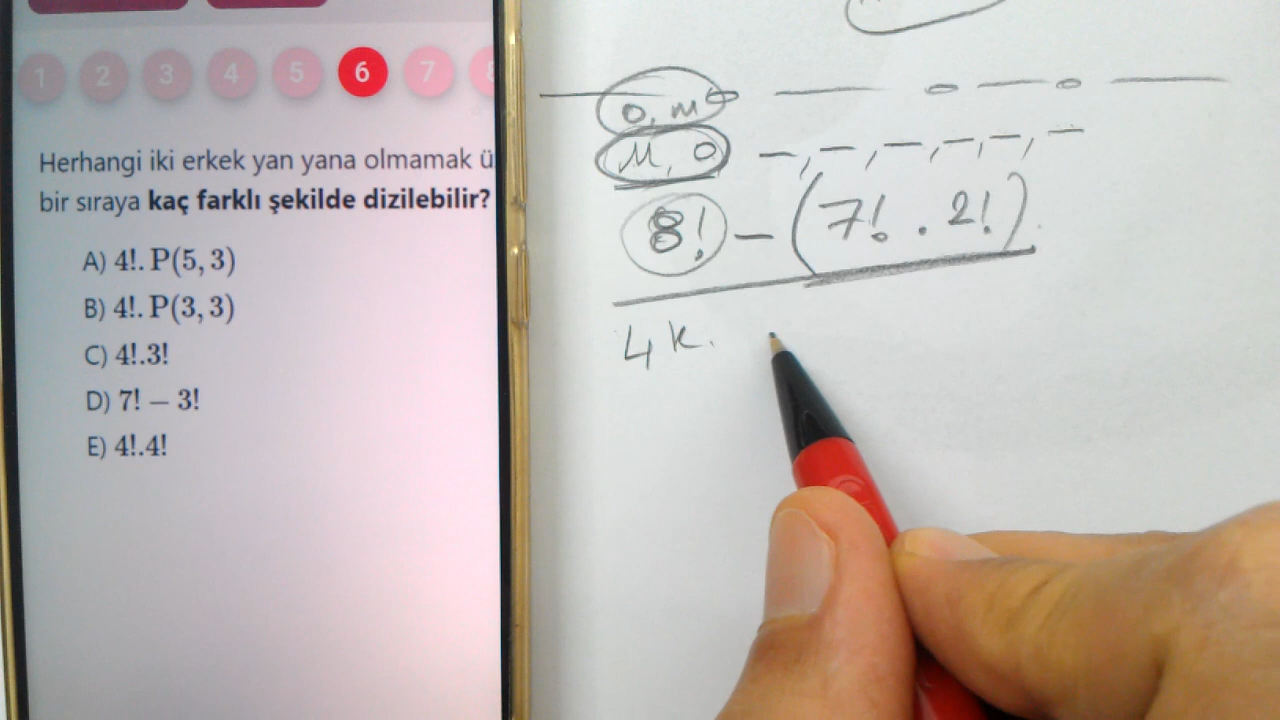 1 2 3 4 5 6 7
Herhangi iki erkek yan yana olmamak ü
bir sıraya kaç farklı şekilde dizilebilir?
A) 4!. P(5, 3)
B) 4!. P(3, 3)
C) 4!.3!
D) 7! − 3!
E) 4!.4!
O, M
M, O _, _, _, _, _, _
8! − (7! . 2!)
4 K.